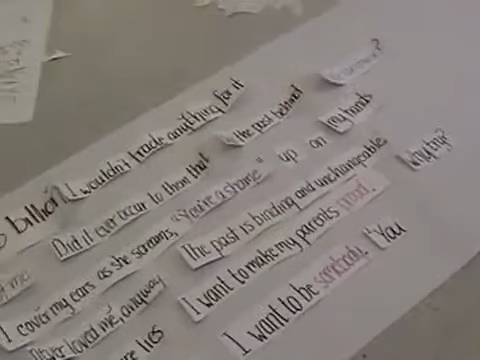 billion I wouldn't trade anything for it
Did it ever occur to them that the past behind
I cover my ears as she screams, "You're a shame" up on my hands
The past is binding and unchangeable. Why try?
never loved me, anyway I want to make my parents proud.
lies I want to be somebody. "You